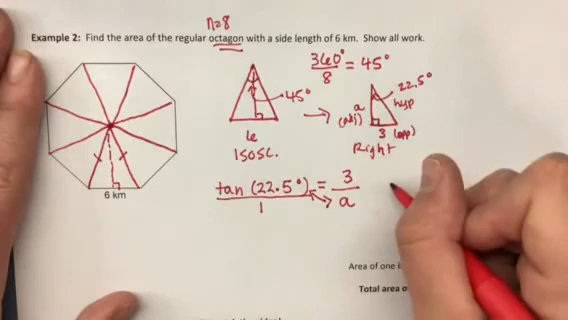 n=8
Example 2: Find the area of the regular octagon with a side length of 6 km. Show all work.
360°/8 = 45°
45°
6
isosc.
22.5°
a
(adj)
hyp
3 (opp)
Right
6 km
tan (22.5°)/1 = 3/a
Area of one
Total area o